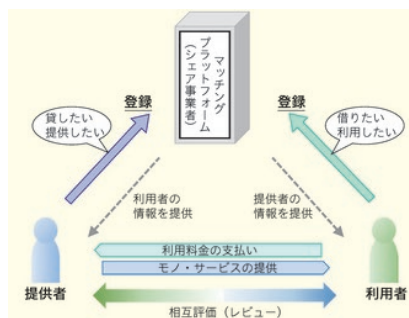 マッチング
プラットフォーム
(シェア事業者)
登録
登録
貸したい
提供したい
借りたい
利用したい
利用者の
情報を提供
提供者の
情報を提供
利用料金の支払い
モノ・サービスの提供
提供者
利用者
相互評価(レビュー)